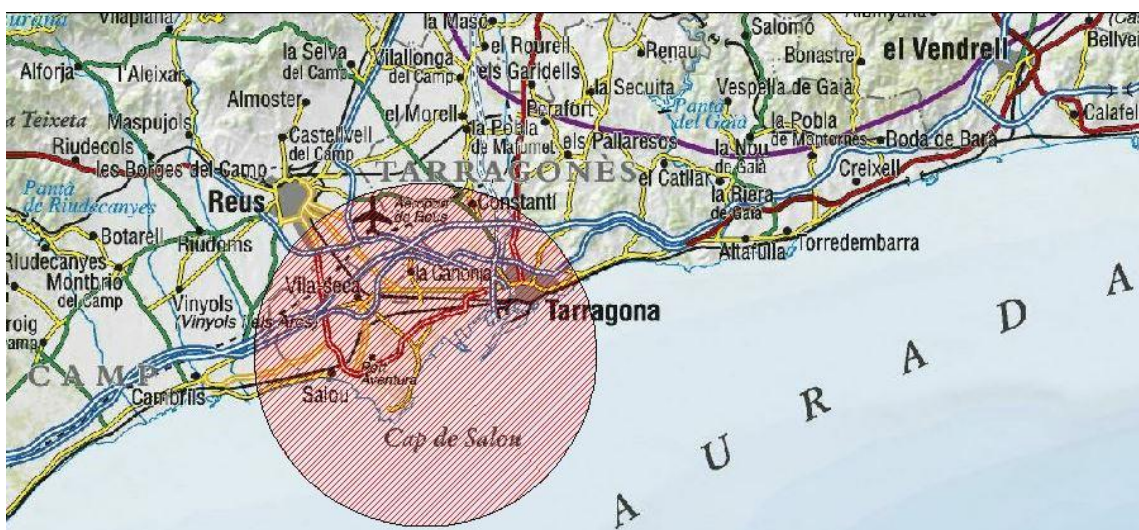 Vilaplana
la Masó
Salomó
Alforja
l'Aleixar
la Selva
del Camp
Vilallonga
del Camp
el Rourell
els Garidells
Renau
Bonastre
el Vendrell
Bellvei
Almoster
la Secuita
Vespella de Gaià
Calafel
a Teixeta
Maspujols
Castellvell
del Camp
el Morell
Perafort
la Pobla
de Mafumet
els Pallaresos
Pantà
del Gaià
la Pobla
de Montornès
Roda de Barà
Riudecols
les Borges del Camp
TARRAGONÈS
la Nou
de Gaià
Creixell
Pantà
de Riudecanyes
Reus
Aeroport
de Reus
Constantí
el Catllar
la Riera
de Gaià
Botarell
Riudoms
Altafulla
Torredembarra
Riudecanyes
Montbrió
del Camp
la Canonja
Vila-seca
Vinyols
(Vinyols i els Arcs)
Tarragona
roig
amp
CAMP
Cambrils
Salou
Port
Aventura
Cap de Salou
AURADA